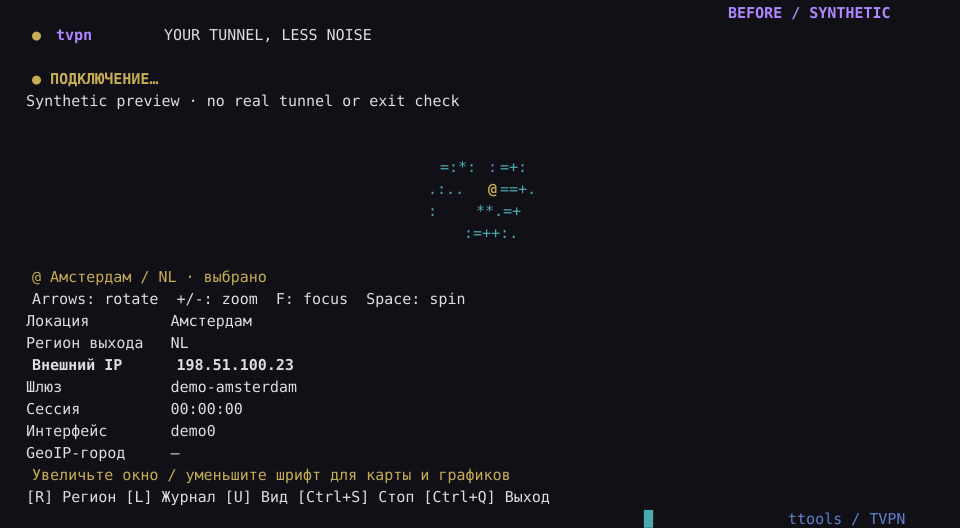 BEFORE / SYNTHETIC
● tvpn YOUR TUNNEL, LESS NOISE
● ПОДКЛЮЧЕНИЕ…
Synthetic preview · no real tunnel or exit check
=:*: :=+:
.:.. @==+.
: **.=+
:=++:.
@ Амстердам / NL · выбрано
Arrows: rotate +/-: zoom F: focus Space: spin
Локация Амстердам
Регион выхода NL
Внешний IP 198.51.100.23
Шлюз demo-amsterdam
Сессия 00:00:00
Интерфейс demo0
GeoIP-город —
Увеличьте окно / уменьшите шрифт для карты и графиков
[R] Регион [L] Журнал [U] Вид [Ctrl+S] Стоп [Ctrl+Q] Выход
ttools / TVPN